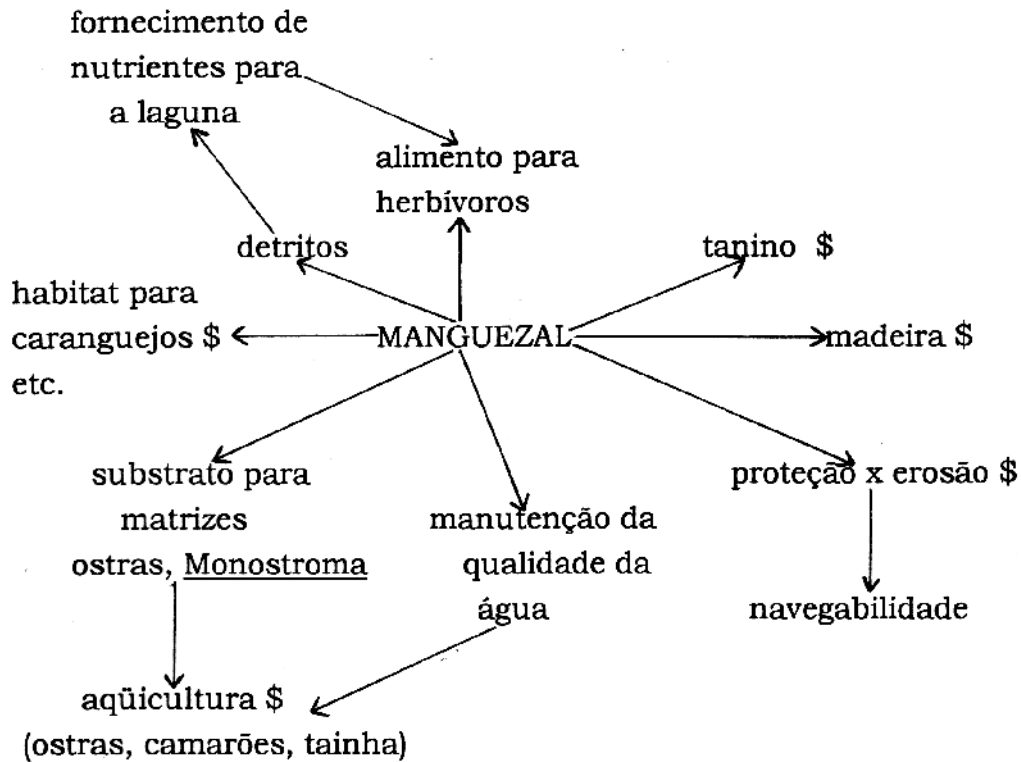 fornecimento de
nutrientes para
a laguna
alimento para
herbívoros
detritos
tanino $
habitat para
caranguejos $
etc.
MANGUEZAL
madeira $
substrato para
matrizes
ostras, Monostroma
manutenção da
qualidade da
água
proteção x erosão $
navegabilidade
aqüicultura $
(ostras, camarões, tainha)